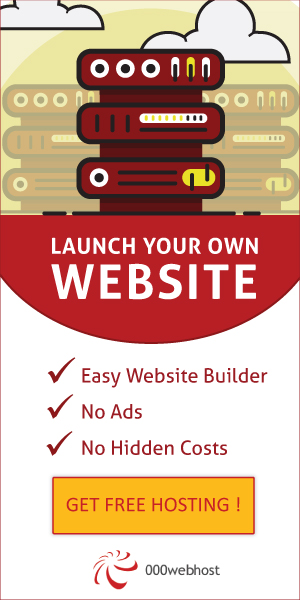 LAUNCH YOUR OWN
WEBSITE
Easy Website Builder
No Ads
No Hidden Costs
GET FREE HOSTING !
000webhost